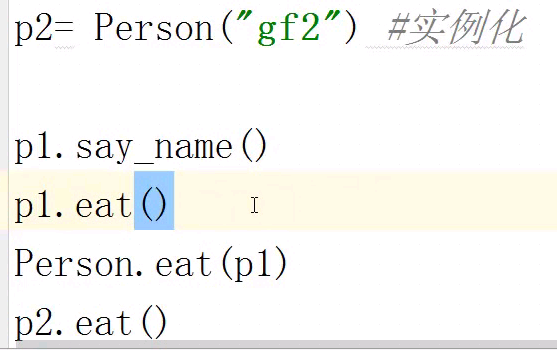 p2= Person("gf2") #实例化
p1.say_name()
p1.eat()
Person.eat(p1)
p2.eat()